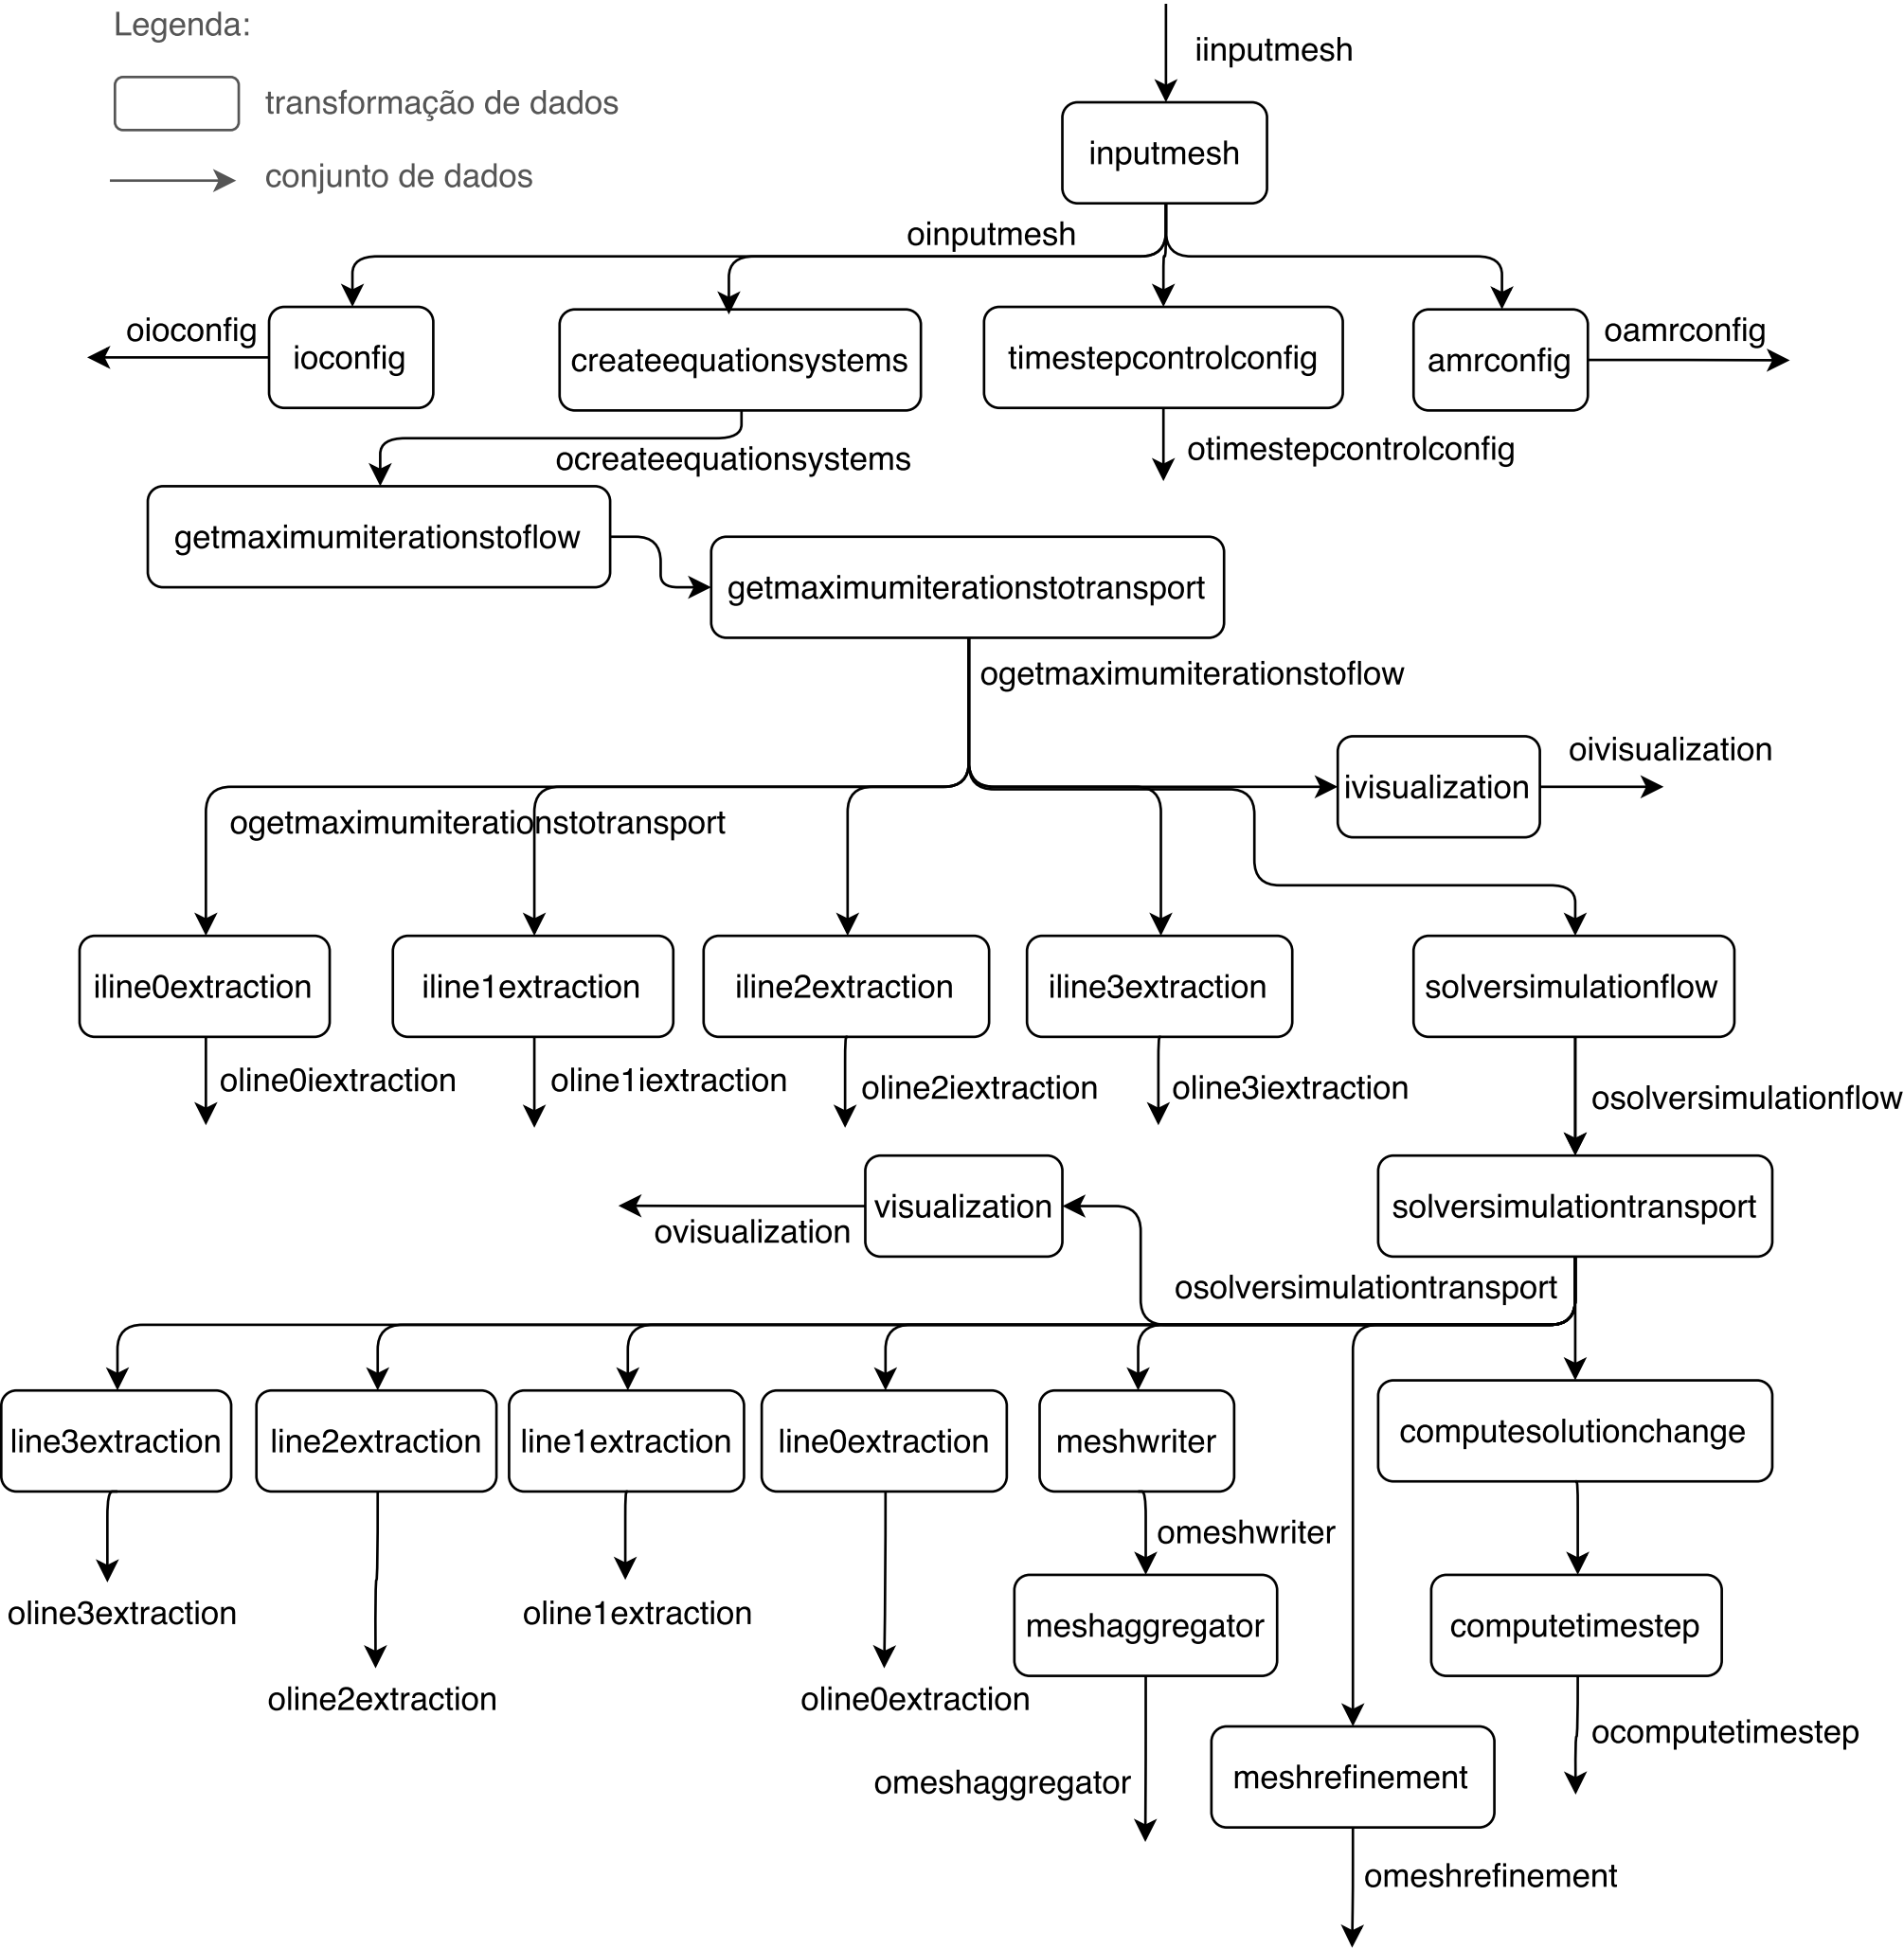 Legenda:
transformação de dados
conjunto de dados
iinputmesh
inputmesh
oinputmesh
oioconfig
ioconfig
createequationsystems
timestepcontrolconfig
amrconfig
oamrconfig
ocreateequationsystems
otimestepcontrolconfig
getmaximumiterationstoflow
getmaximumiterationstotransport
ogetmaximumiterationstoflow
ivisualization
oivisualization
ogetmaximumiterationstotransport
iline0extraction
iline1extraction
iline2extraction
iline3extraction
solversimulationflow
oline0iextraction
oline1iextraction
oline2iextraction
oline3iextraction
osolversimulationflow
visualization
ovisualization
solversimulationtransport
osolversimulationtransport
line3extraction
line2extraction
line1extraction
line0extraction
meshwriter
computesolutionchange
omeshwriter
oline3extraction
oline1extraction
meshaggregator
computetimestep
oline2extraction
oline0extraction
ocomputetimestep
omeshaggregator
meshrefinement
omeshrefinement